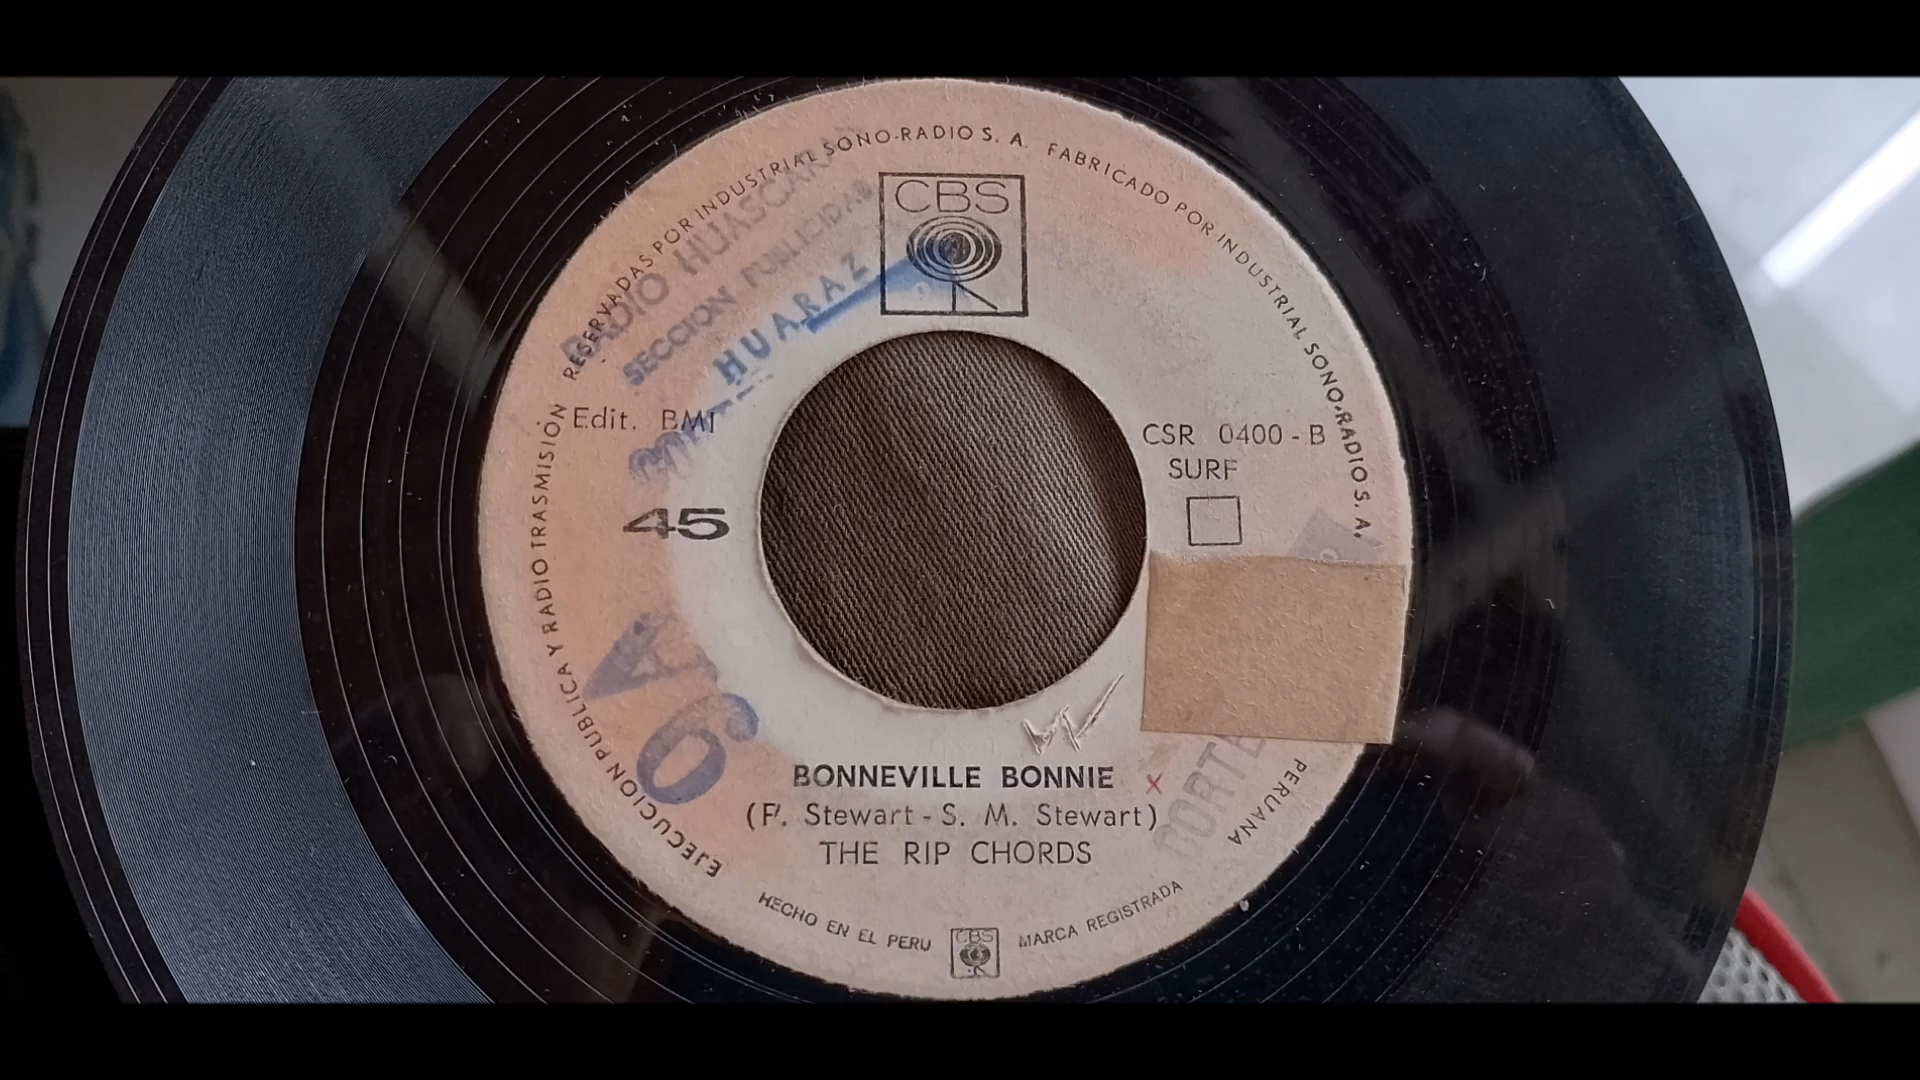 EJECUCION PUBLICA Y RADIO TRASMISIÓN RESERVADAS POR INDUSTRIAL SONO-RADIO S. A. FABRICADO POR INDUSTRIAL SONO-RADIO S. A.
PERUANA
CBS
RADIO HUASCARAN
SECCION PUBLICIDAD
HUARAZ
Edit. BMI
CSR 0400 - B
SURF
45
9A
BONNEVILLE BONNIE
(F. Stewart - S. M. Stewart)
THE RIP CHORDS
HECHO EN EL PERU
CBS
MARCA REGISTRADA